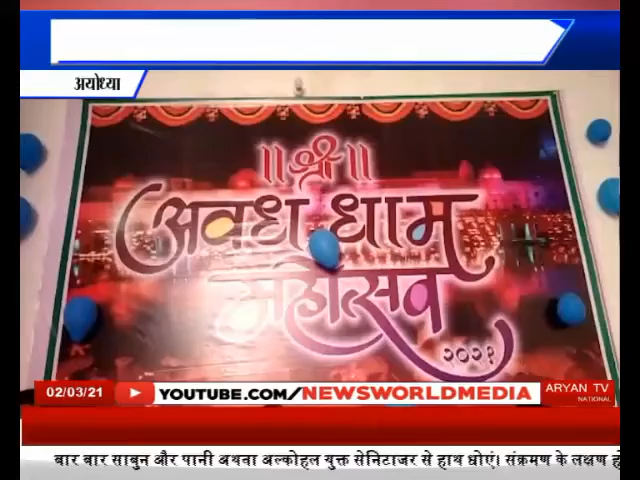 अयोध्या
॥ श्री ॥
अवध धाम
महोत्सव
२०२१
02/03/21
YOUTUBE.COM/NEWSWORLDMEDIA
ARYAN TV
NATIONAL
बार बार साबुन और पानी अथवा अल्कोहल युक्त सेनिटाजर से हाथ धोएं। संक्रमण के लक्षण